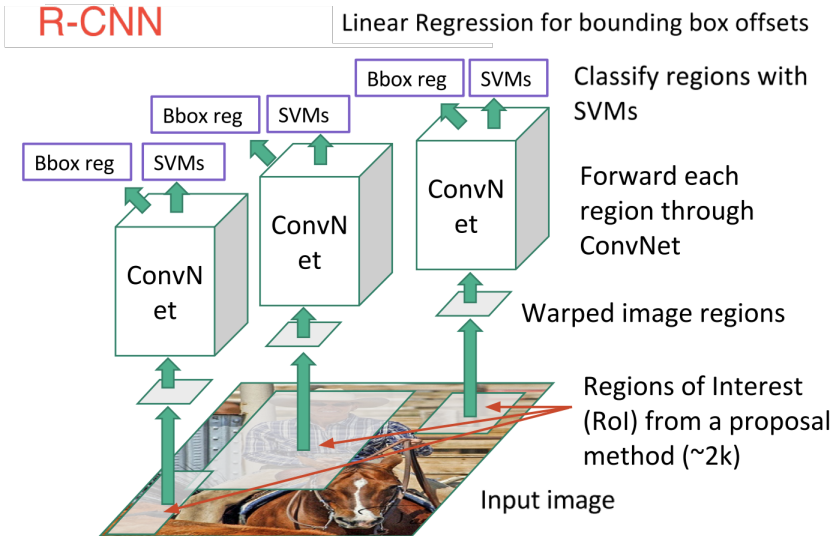 R-CNN
Linear Regression for bounding box offsets
Bbox reg
SVMs
Classify regions with
SVMs
Bbox reg
SVMs
Bbox reg
SVMs
ConvN
et
Forward each
region through
ConvNet
ConvN
et
ConvN
et
Warped image regions
Regions of Interest
(RoI) from a proposal
method (~2k)
Input image